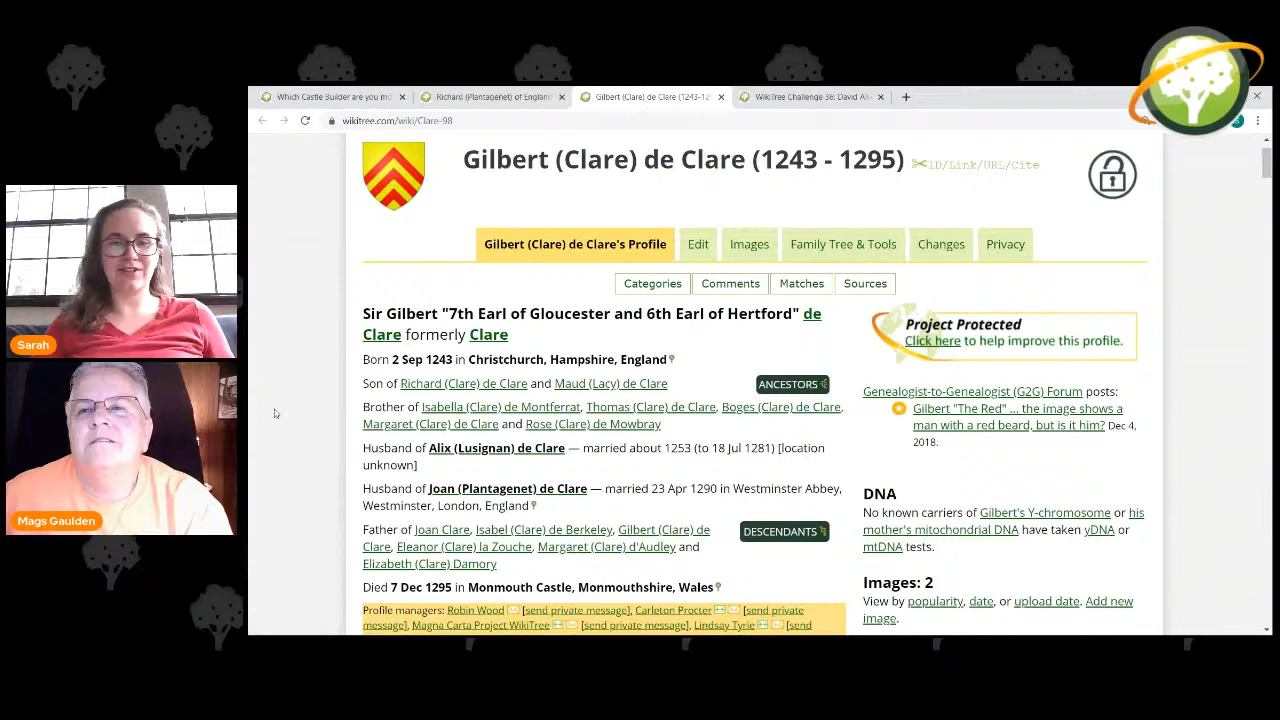 Which Castle Builder are you mo
Richard (Plantagenet) of England
Gilbert (Clare) de Clare (1243-12
WikiTree Challenge 36: David All
wikitree.com/wiki/Clare-98
Gilbert (Clare) de Clare (1243 - 1295)
ID/Link/URL/Cite
Gilbert (Clare) de Clare's Profile
Edit
Images
Family Tree & Tools
Changes
Privacy
Categories
Comments
Matches
Sources
Sir Gilbert "7th Earl of Gloucester and 6th Earl of Hertford" de
Clare formerly Clare
Born 2 Sep 1243 in Christchurch, Hampshire, England
Son of Richard (Clare) de Clare and Maud (Lacy) de Clare
ANCESTORS
Brother of Isabella (Clare) de Montferrat, Thomas (Clare) de Clare, Boges (Clare) de Clare,
Margaret (Clare) de Clare and Rose (Clare) de Mowbray
Husband of Alix (Lusignan) de Clare — married about 1253 (to 18 Jul 1281) [location
unknown]
Husband of Joan (Plantagenet) de Clare — married 23 Apr 1290 in Westminster Abbey,
Westminster, London, England
Father of Joan Clare, Isabel (Clare) de Berkeley, Gilbert (Clare) de
Clare, Eleanor (Clare) la Zouche, Margaret (Clare) d'Audley and
Elizabeth (Clare) Damory
DESCENDANTS
Died 7 Dec 1295 in Monmouth Castle, Monmouthshire, Wales
Profile managers: Robin Wood [send private message], Carleton Procter [send private
message], Magna Carta Project WikiTree [send private message], Lindsay Tyrie [send
Project Protected
Click here to help improve this profile.
Genealogist-to-Genealogist (G2G) Forum posts:
Gilbert "The Red" ... the image shows a
man with a red beard, but is it him? Dec 4,
2018.
DNA
No known carriers of Gilbert's Y-chromosome or his
mother's mitochondrial DNA have taken yDNA or
mtDNA tests.
Images: 2
View by popularity, date, or upload date. Add new
image.
Sarah
Mags Gaulden